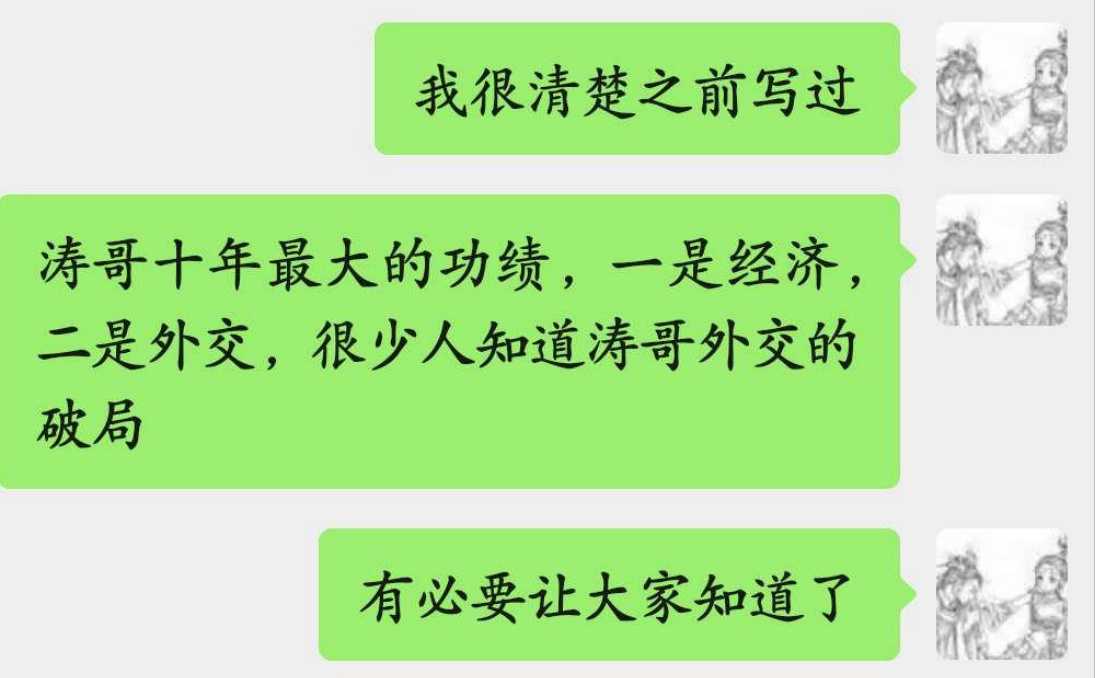 我很清楚之前写过
涛哥十年最大的功绩，一是经济，
二是外交，很少人知道涛哥外交的
破局
有必要让大家知道了